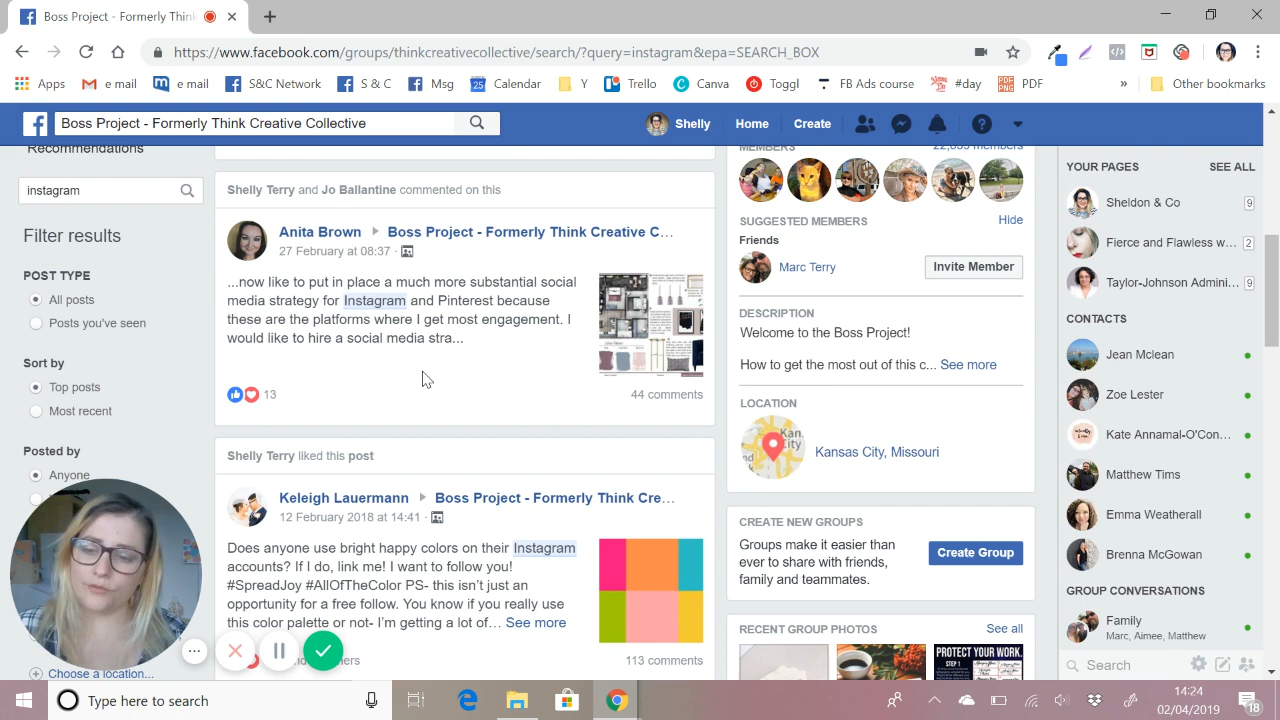 Boss Project - Formerly Thin
https://www.facebook.com/groups/thinkcreativecollective/search/?query=instagram&epa=SEARCH_BOX
Apps e mail e mail S&C Network S & C Msg 25 Calendar Y Trello Canva Toggl FB Ads course #day PDF » Other bookmarks
Boss Project - Formerly Think Creative Collective
Shelly Home Create
Recommendations
instagram
Filter results
POST TYPE
All posts
Posts you've seen
Sort by
Top posts
Most recent
Posted by
Anyone
Choose a location...
Shelly Terry and Jo Ballantine commented on this
Anita Brown Boss Project - Formerly Think Creative C...
27 February at 08:37 ·
...now like to put in place a much more substantial social
media strategy for Instagram and Pinterest because
these are the platforms where I get most engagement. I
would like to hire a social media stra...
13
44 comments
Shelly Terry liked this post
Keleigh Lauermann Boss Project - Formerly Think Cre...
12 February 2018 at 14:41 ·
Does anyone use bright happy colors on their Instagram
accounts? If I do, link me! I want to follow you!
#SpreadJoy #AllOfTheColor PS- this isn't just an
opportunity for a free follow. You know if you really use
this color palette or not- I'm getting a lot of... See more
113 comments
MEMBERS
SUGGESTED MEMBERS Hide
Friends
Marc Terry Invite Member
DESCRIPTION
Welcome to the Boss Project!
How to get the most out of this c... See more
LOCATION
Kansas City, Missouri
CREATE NEW GROUPS
Groups make it easier than
ever to share with friends,
family and teammates.
Create Group
RECENT GROUP PHOTOS See all
PROTECT YOUR WORK.
STEP 1
YOUR PAGES SEE ALL
Sheldon & Co 9
Fierce and Flawless w... 2
Taylor-Johnson Admini... 9
CONTACTS
Jean Mclean
Zoe Lester
Kate Annamal-O'Con...
Matthew Tims
Emma Weatherall
Brenna McGowan
GROUP CONVERSATIONS
Family
Marc, Aimee, Matthew
Search
Type here to search
14:24
02/04/2019
18